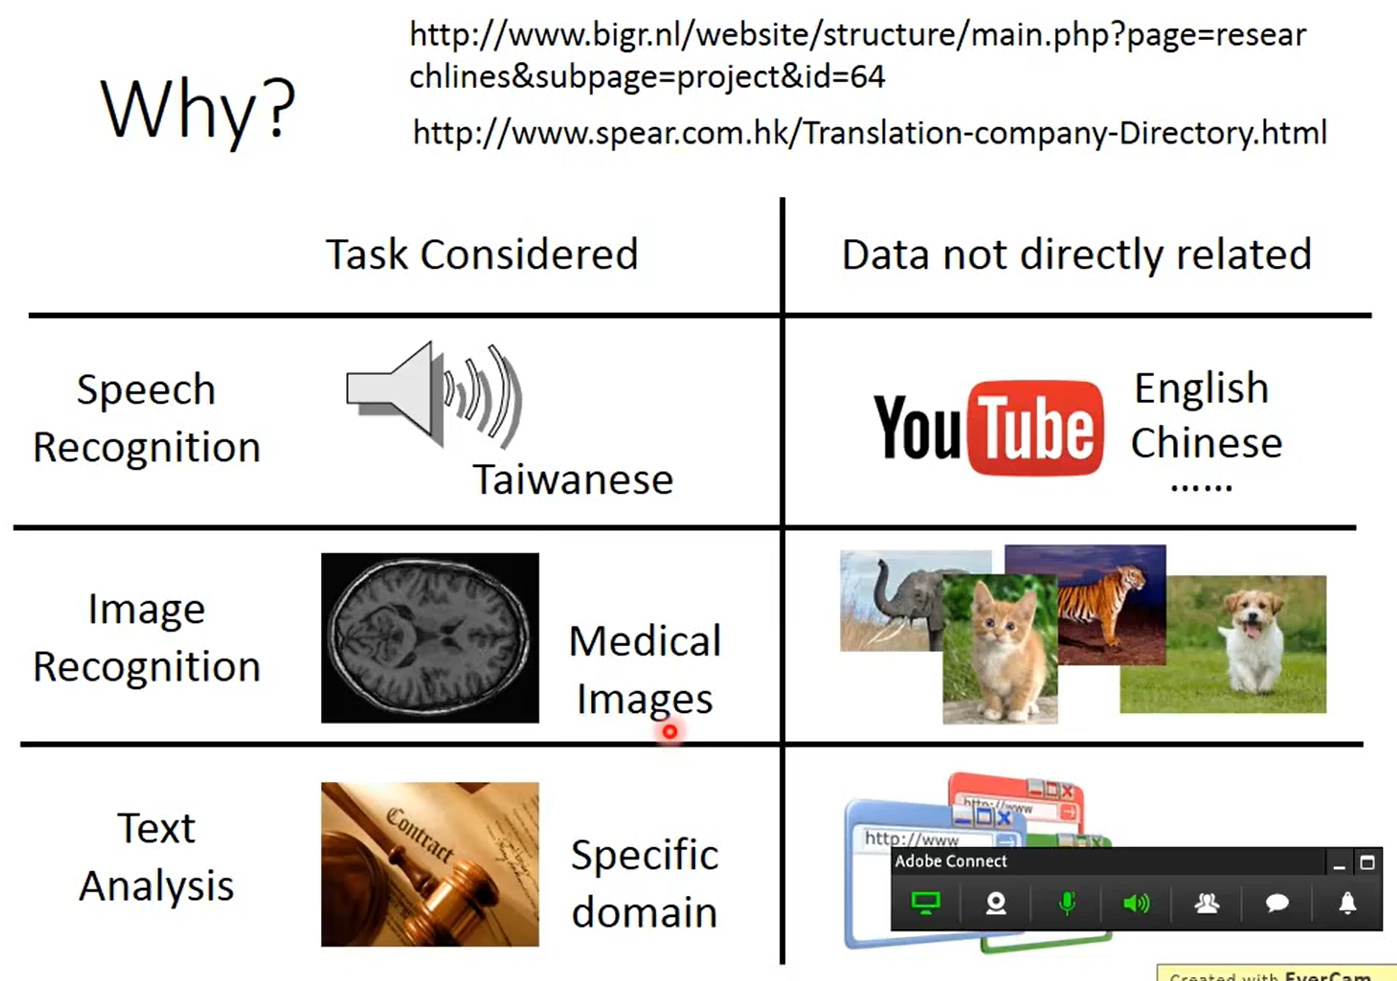 http://www.bigr.nl/website/structure/main.php?page=resear
chlines&subpage=project&id=64
Why?
http://www.spear.com.hk/Translation-company-Directory.html
Task Considered
Data not directly related
Speech
Recognition
Taiwanese
YouTube
English
Chinese
......
Image
Recognition
Medical
Images
Text
Analysis
Contract
Specific
domain
http://www
http://www
Adobe Connect
Created with EverCam